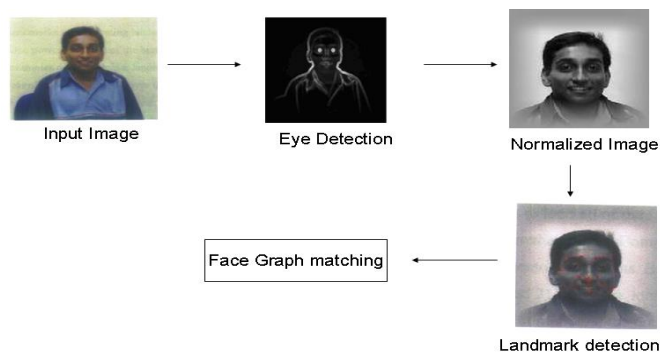 Input Image
Eye Detection
Normalized Image
Landmark detection
Face Graph matching